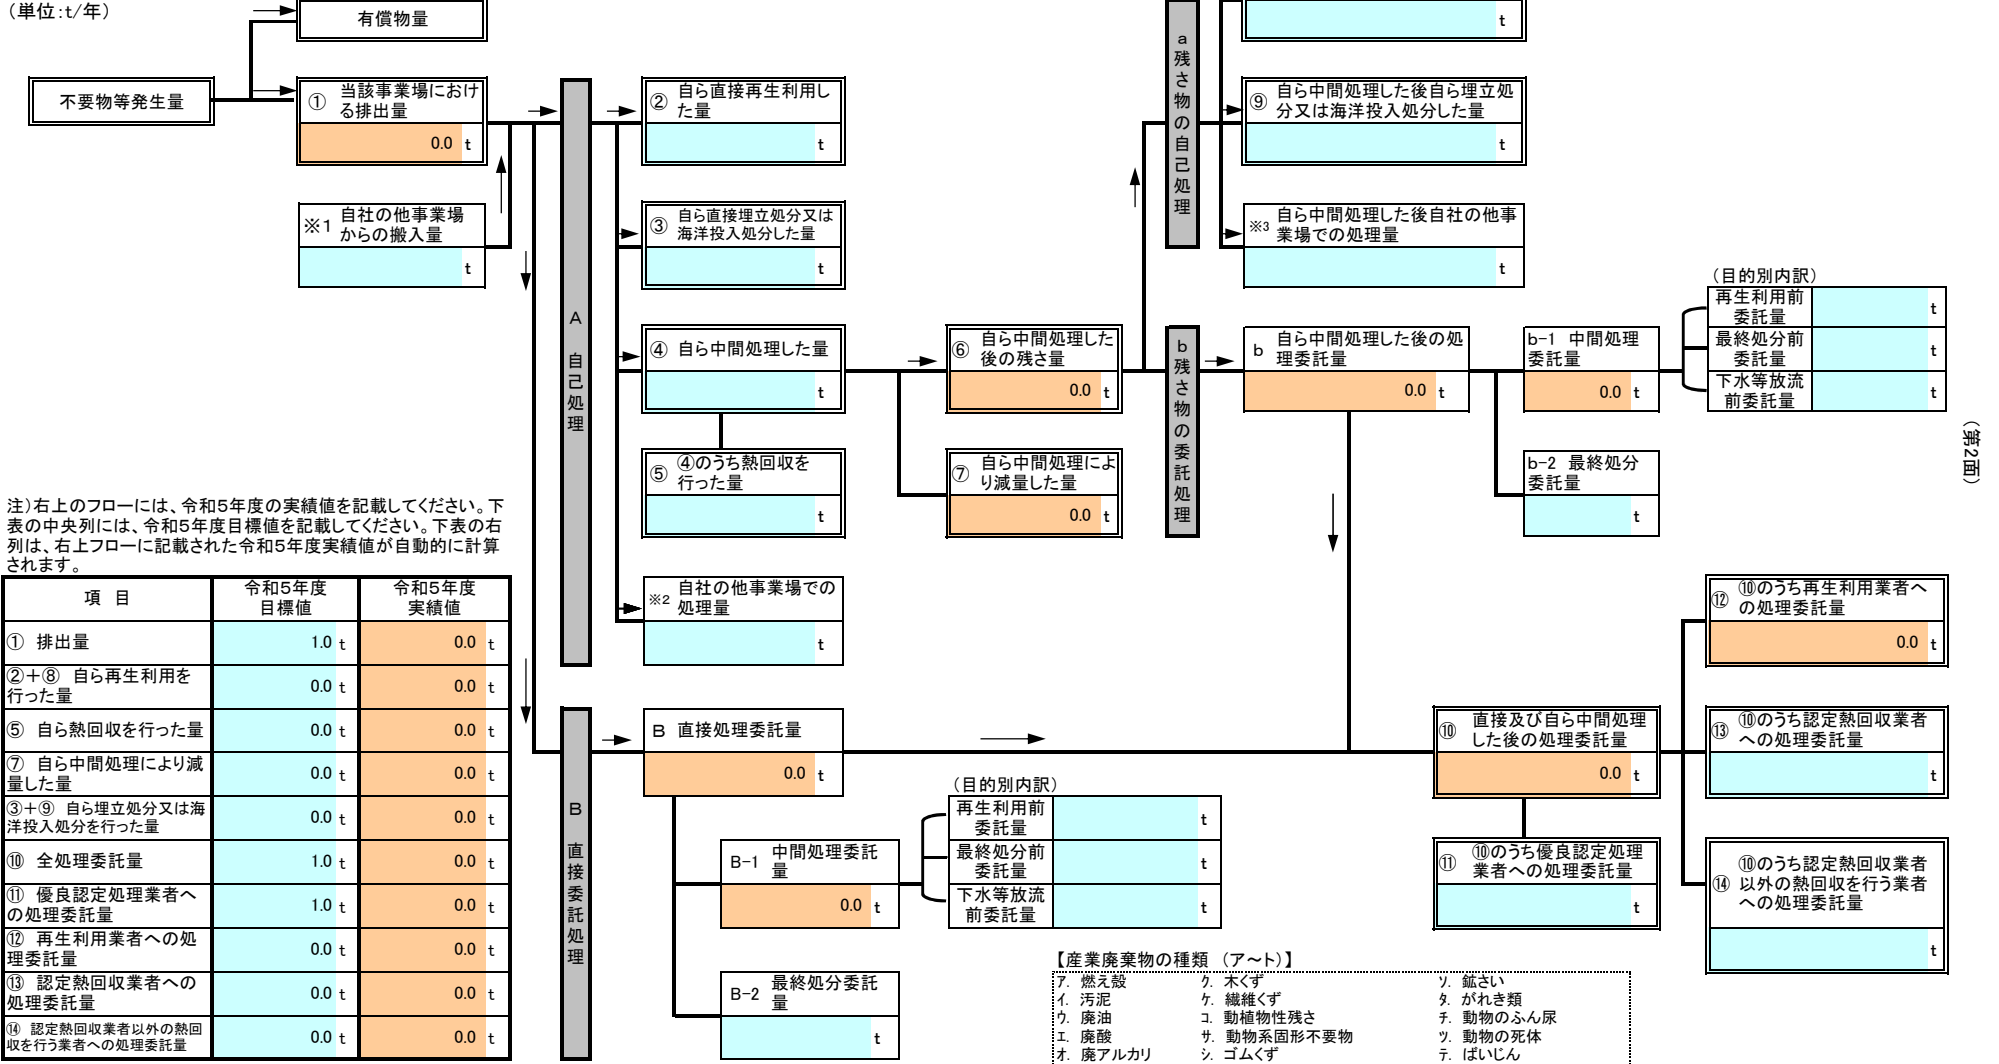 （単位：t/年）
有償物量
不要物等発生量
① 当該事業場におけ
る排出量
0.0 t
※1 自社の他事業場
からの搬入量
t
A 自己処理
② 自ら直接再生利用し
た量
t
③ 自ら直接埋立処分又は
海洋投入処分した量
t
④ 自ら中間処理した量
t
⑤ ④のうち熱回収を
行った量
t
※2 自社の他事業場での
処理量
t
⑥ 自ら中間処理した
後の残さ量
0.0 t
⑦ 自ら中間処理によ
り減量した量
0.0 t
a 残さ物の自己処理
t
⑨ 自ら中間処理した後自ら埋立処
分又は海洋投入処分した量
t
※3 自ら中間処理した後自社の他事
業場での処理量
t
b 残さ物の委託処理
b 自ら中間処理した後の処
理委託量
0.0 t
b-1 中間処理
委託量
0.0 t
b-2 最終処分
委託量
t
（目的別内訳）
再生利用前
委託量
t
最終処分前
委託量
t
下水等放流
前委託量
t
（第2面）
注）右上のフローには、令和5年度の実績値を記載してください。下
表の中央列には、令和5年度目標値を記載してください。下表の右
列は、右上フローに記載された令和5年度実績値が自動的に計算
されます。
項 目
令和5年度
目標値
令和5年度
実績値
① 排出量
1.0 t
0.0 t
②＋⑧ 自ら再生利用を
行った量
0.0 t
0.0 t
⑤ 自ら熱回収を行った量
0.0 t
0.0 t
⑦ 自ら中間処理により減
量した量
0.0 t
0.0 t
③＋⑨ 自ら埋立処分又は海
洋投入処分を行った量
0.0 t
0.0 t
⑩ 全処理委託量
1.0 t
0.0 t
⑪ 優良認定処理業者へ
の処理委託量
1.0 t
0.0 t
⑫ 再生利用業者への処
理委託量
0.0 t
0.0 t
⑬ 認定熱回収業者への
処理委託量
0.0 t
0.0 t
⑭ 認定熱回収業者以外の熱回
収を行う業者への処理委託量
0.0 t
0.0 t
B 直接委託処理
B 直接処理委託量
0.0 t
B-1 中間処理委託
量
0.0 t
B-2 最終処分委託
量
t
（目的別内訳）
再生利用前
委託量
t
最終処分前
委託量
t
下水等放流
前委託量
t
⑩ 直接及び自ら中間処理
した後の処理委託量
0.0 t
⑪ ⑩のうち優良認定処理
業者への処理委託量
t
⑫ ⑩のうち再生利用業者へ
の処理委託量
0.0 t
⑬ ⑩のうち認定熱回収業者
への処理委託量
t
⑭ ⑩のうち認定熱回収業者
以外の熱回収を行う業者
への処理委託量
t
【産業廃棄物の種類 （ア～ト）】
ア. 燃え殻
イ. 汚泥
ウ. 廃油
エ. 廃酸
オ. 廃アルカリ
ク. 木くず
ケ. 繊維くず
コ. 動植物性残さ
サ. 動物系固形不要物
シ. ゴムくず
ソ. 鉱さい
タ. がれき類
チ. 動物のふん尿
ツ. 動物の死体
テ. ばいじん